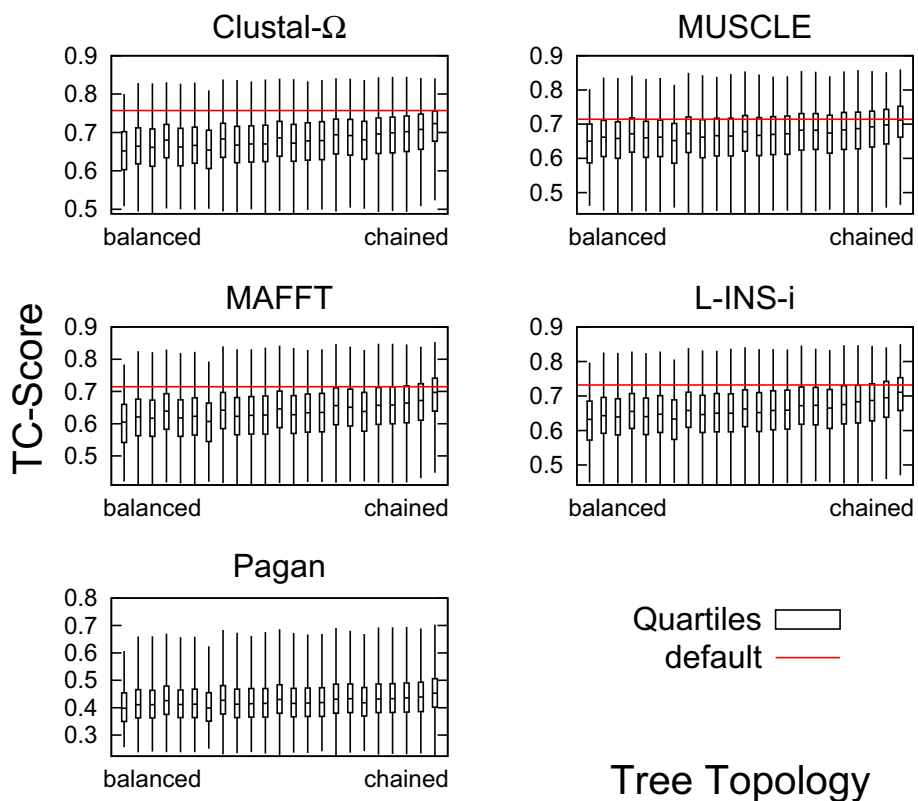 Clustal-Ω
0.9
0.8
0.7
0.6
0.5
balanced chained
MUSCLE
0.9
0.8
0.7
0.6
0.5
balanced chained
TC-Score
MAFFT
0.9
0.8
0.7
0.6
0.5
balanced chained
L-INS-i
0.9
0.8
0.7
0.6
0.5
balanced chained
Pagan
0.8
0.7
0.6
0.5
0.4
0.3
balanced chained
Quartiles
default
Tree Topology